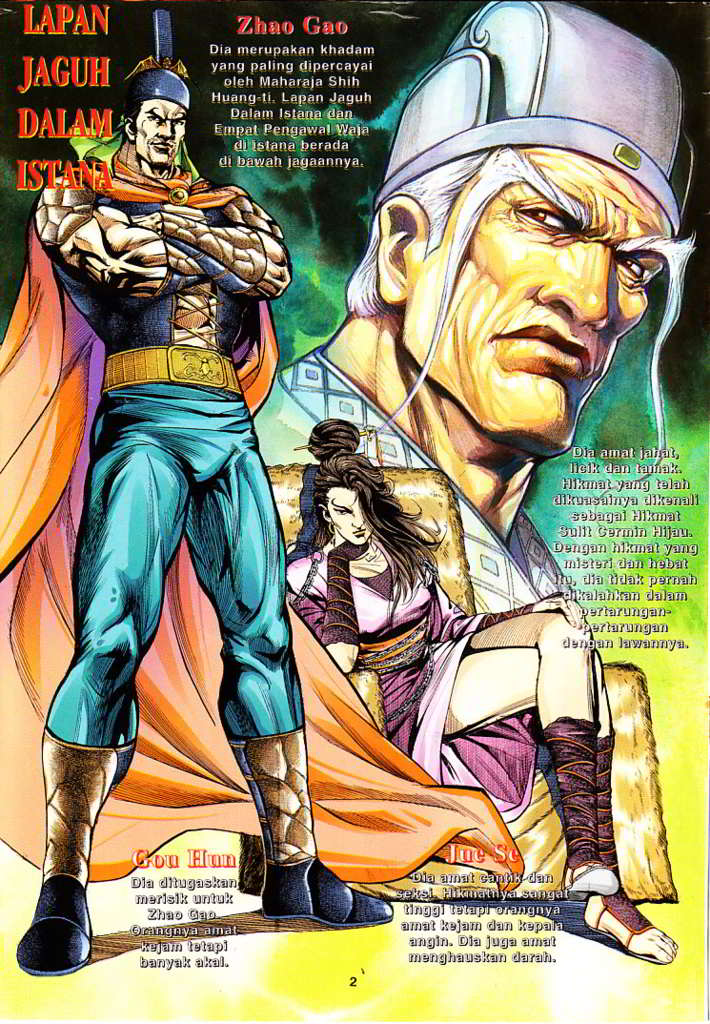 LAPAN
JAGUH
DALAM
ISTANA
Zhao Gao
Dia merupakan khadam
yang paling dipercayai
oleh Maharaja Shih
Huang-ti. Lapan Jaguh
Dalam Istana dan
Empat Pengawal Waja
di istana berada
di bawah jagaannya.
Dia amat jahat,
licik dan tamak.
Hikmat yang telah
dikuasainya dikenali
sebagai Hikmat
Sulit Cermin Hijau.
Dengan hikmat yang
misteri dan hebat
itu, dia tidak pernah
dikalahkan dalam
pertarungan-
pertarungan
dengan lawannya.
Gou Hun
Dia ditugaskan
merisik untuk
Zhao Gao.
Orangnya amat
kejam tetapi
banyak akal.
Jue Se
Dia amat cantik dan
seksi. Hikmatnya sangat
tinggi tetapi orangnya
amat kejam dan kepala
angin. Dia juga amat
menghauskan darah.
2